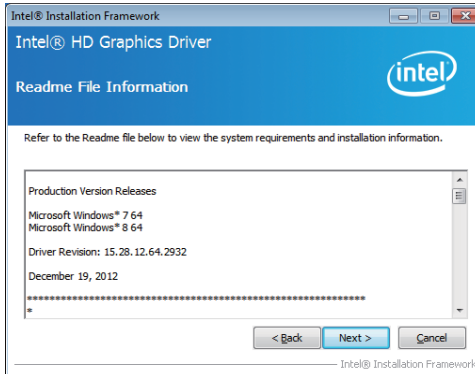 Intel® Installation Framework
Intel® HD Graphics Driver
Readme File Information
intel
Refer to the Readme file below to view the system requirements and installation information.
Production Version Releases
Microsoft Windows* 7 64
Microsoft Windows* 8 64
Driver Revision: 15.28.12.64.2932
December 19, 2012
*************************************************************
*
< Back
Next >
Cancel
Intel® Installation Framework